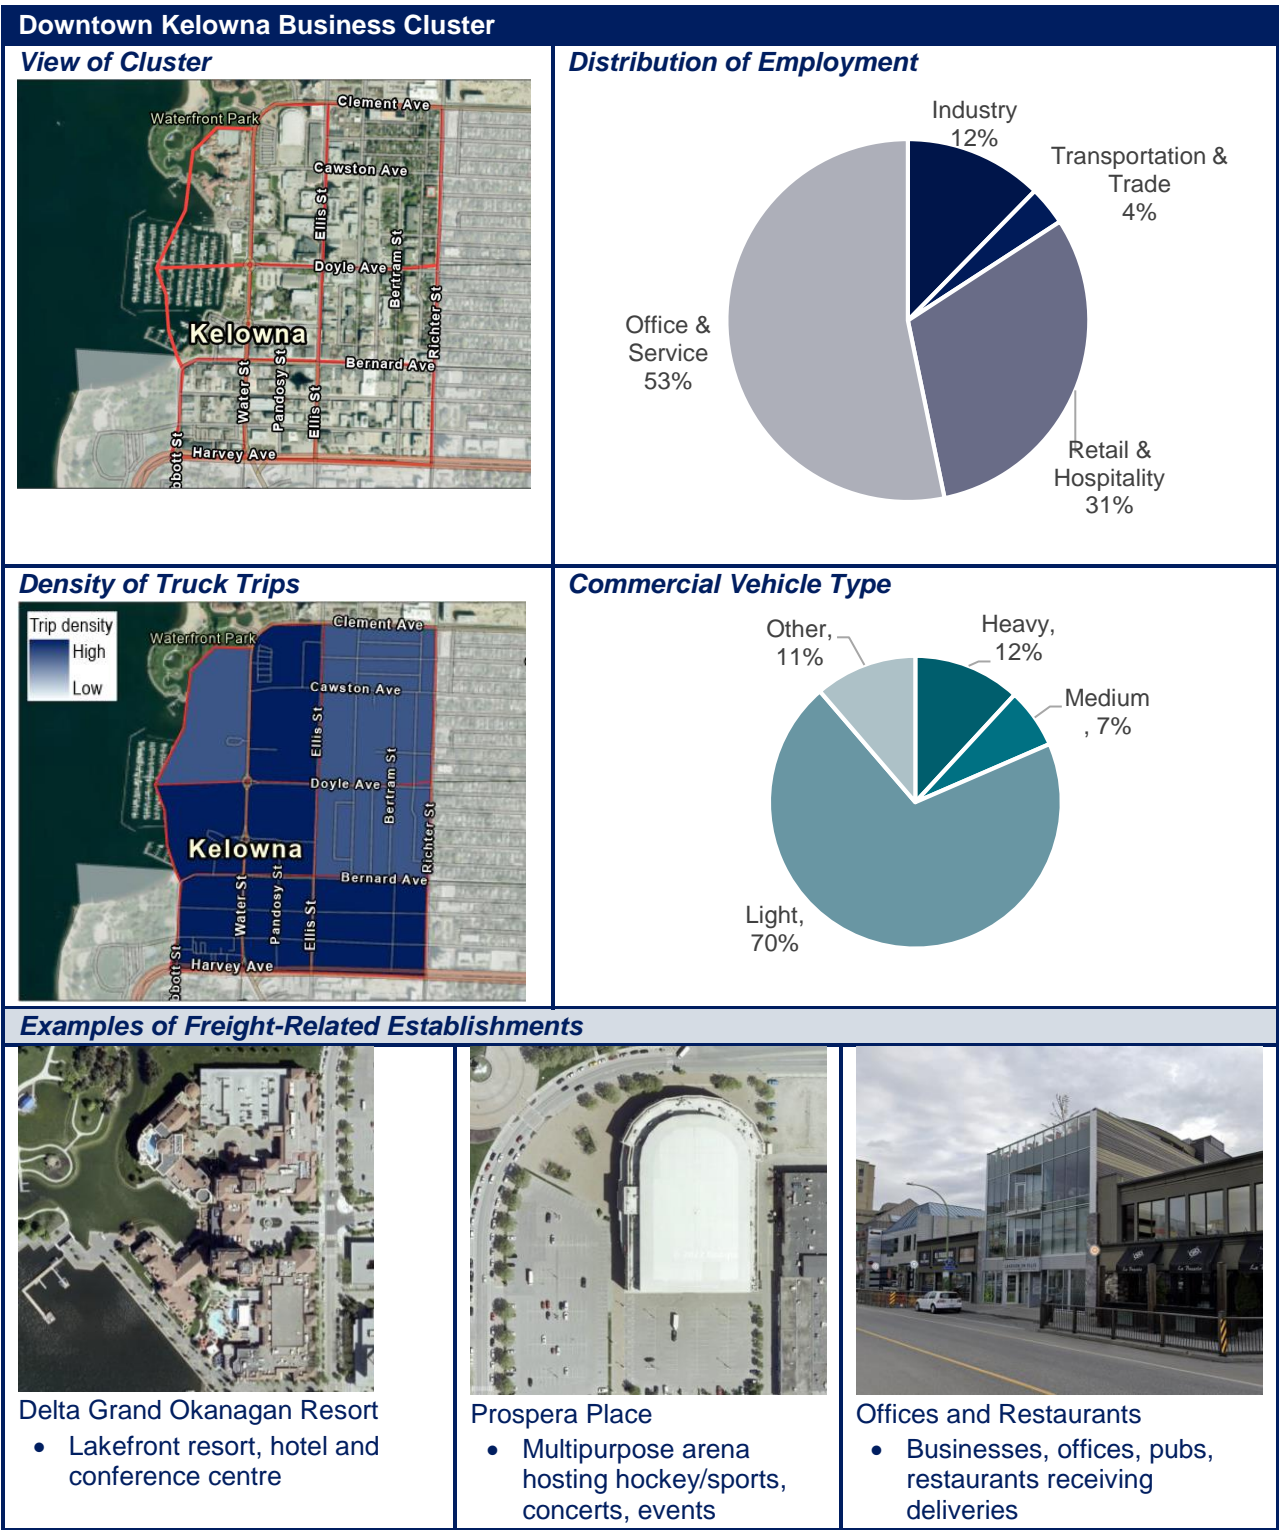 Downtown Kelowna Business Cluster
View of Cluster
Waterfront Park
Clement Ave
Cawston Ave
Ellis St
Bertram St
Doyle Ave
Richter St
Kelowna
Bernard Ave
Water St
Pandosy St
Ellis St
Harvey Ave
bbott St
Distribution of Employment
Industry
12%
Transportation &
Trade
4%
Office &
Service
53%
Retail &
Hospitality
31%
Density of Truck Trips
Trip density
High
Low
Waterfront Park
Clement Ave
Cawston Ave
Ellis St
Doyle Ave
Bertram St
Richter St
Kelowna
Bernard Ave
Water St
Pandosy St
Ellis St
Harvey Ave
bbott St
Commercial Vehicle Type
Other,
11%
Heavy,
12%
Medium
, 7%
Light,
70%
Examples of Freight-Related Establishments
Delta Grand Okanagan Resort
• Lakefront resort, hotel and
conference centre
Prospera Place
• Multipurpose arena
hosting hockey/sports,
concerts, events
Offices and Restaurants
• Businesses, offices, pubs,
restaurants receiving
deliveries